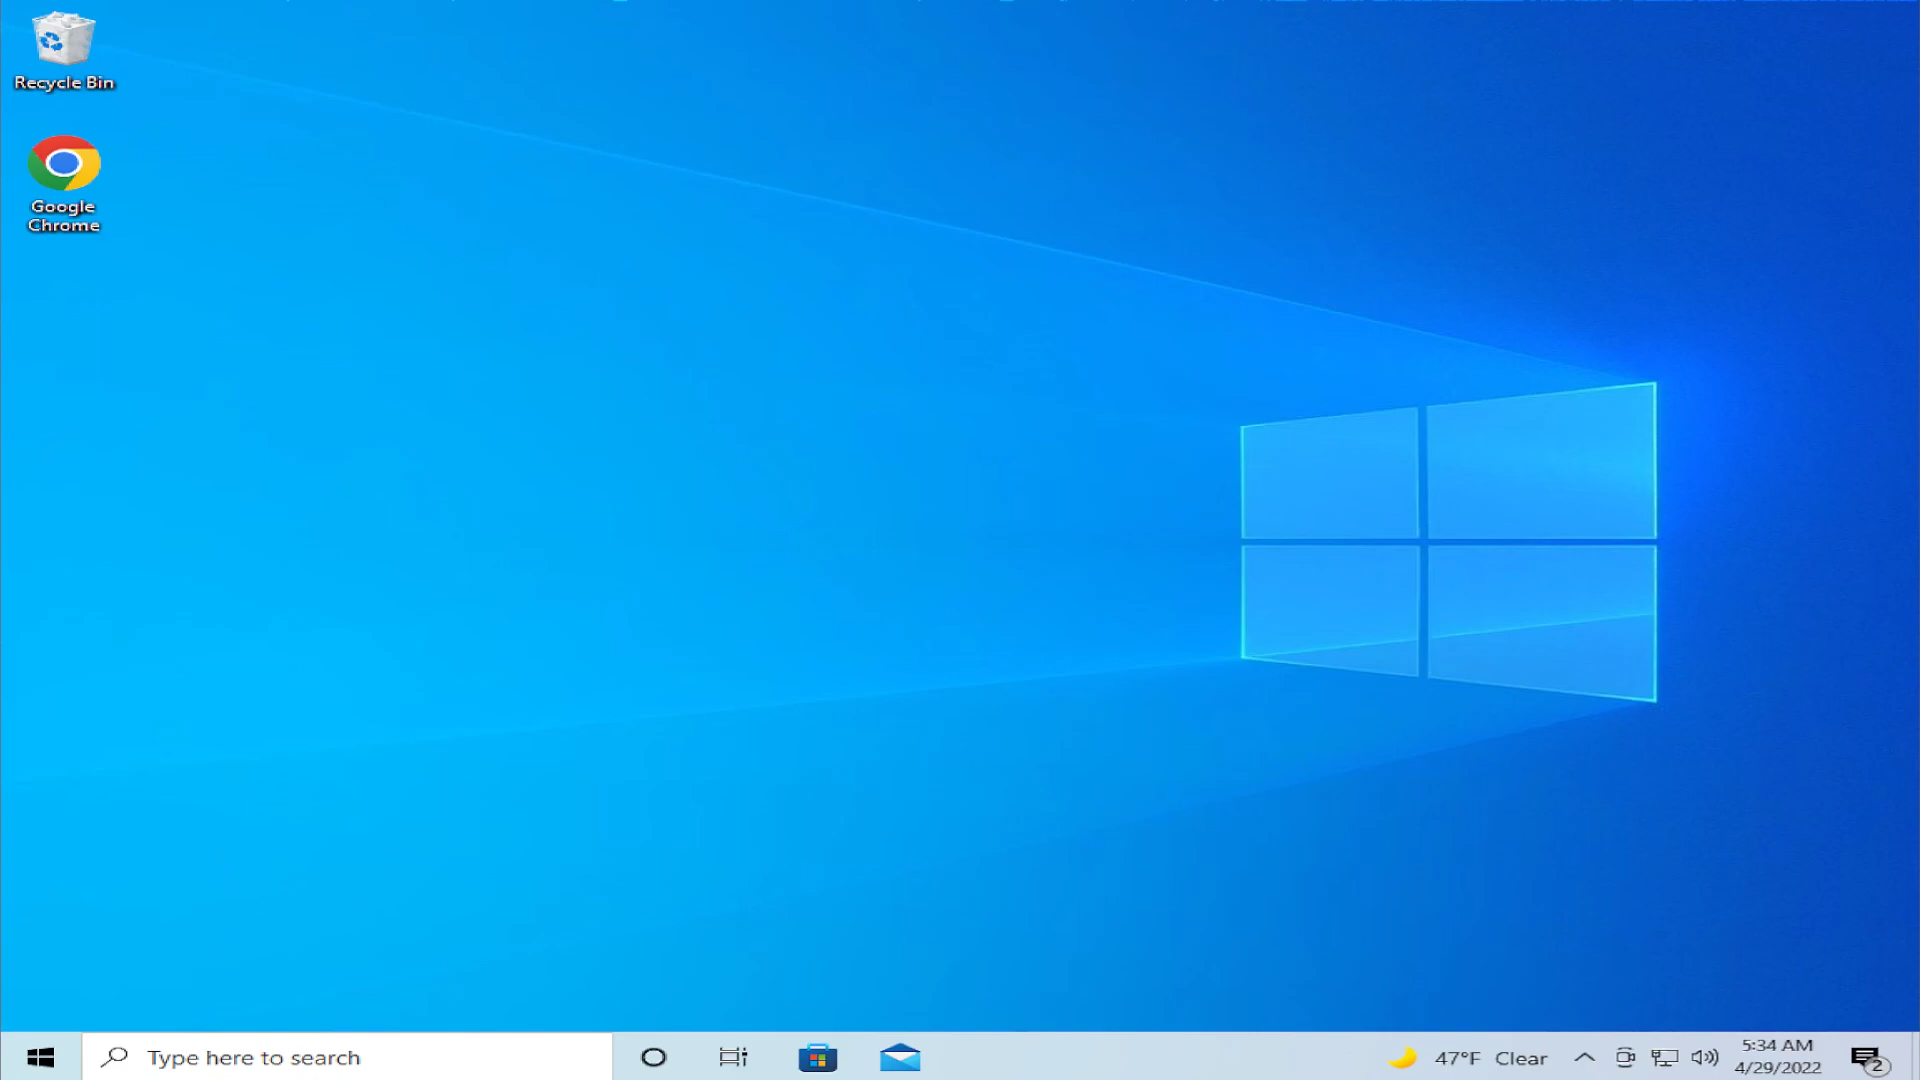 Recycle Bin
Google
Chrome
Type here to search
47°F Clear
5:34 AM
4/29/2022
2